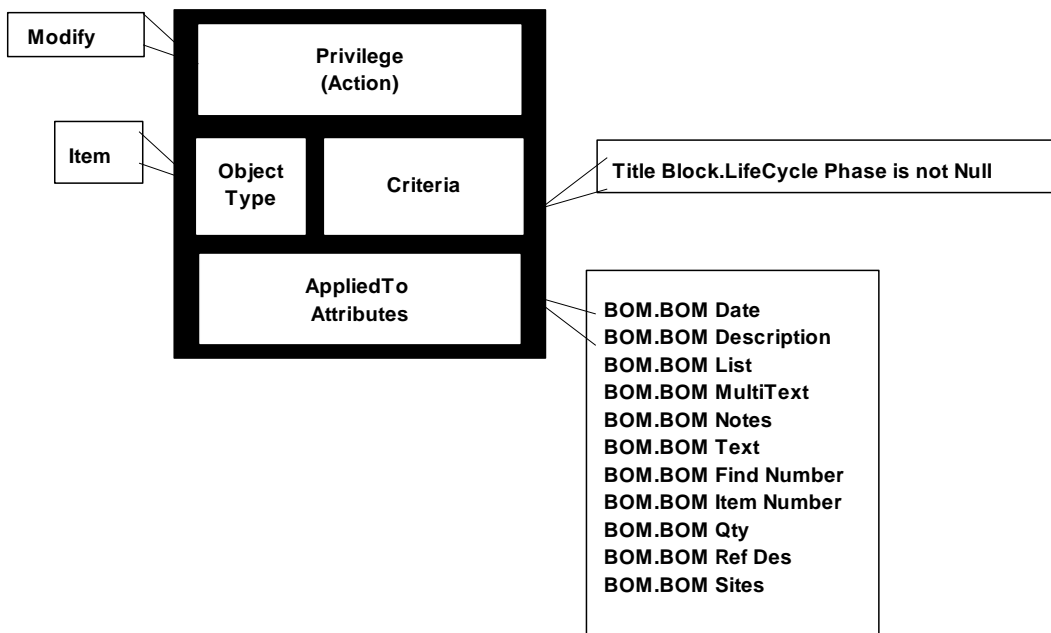 Modify
Privilege
(Action)
Item
Object
Type
Criteria
Title Block.LifeCycle Phase is not Null
AppliedTo
Attributes
BOM.BOM Date
BOM.BOM Description
BOM.BOM List
BOM.BOM MultiText
BOM.BOM Notes
BOM.BOM Text
BOM.BOM Find Number
BOM.BOM Item Number
BOM.BOM Qty
BOM.BOM Ref Des
BOM.BOM Sites